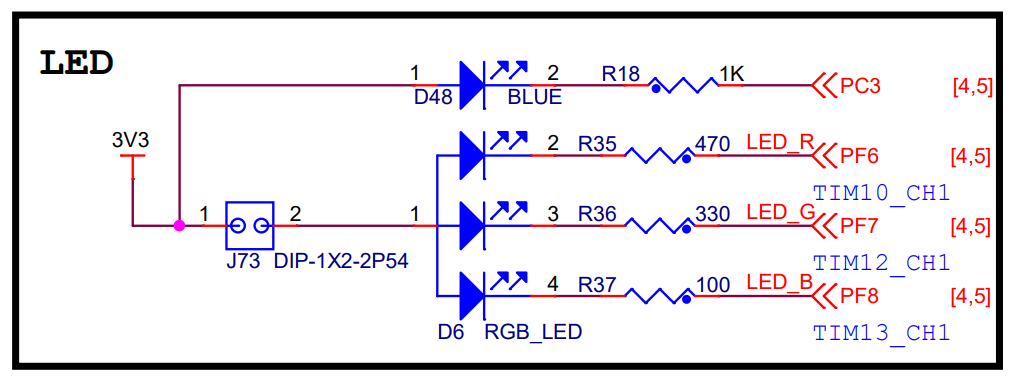 LED
1 2 R18 1K PC3 [4,5]
D48 BLUE
3V3
2 R35 470 LED_R PF6 [4,5]
TIM10_CH1
1 2 1 3 R36 330 LED_G PF7 [4,5]
J73 DIP-1X2-2P54
TIM12_CH1
4 R37 100 LED_B PF8 [4,5]
D6 RGB_LED
TIM13_CH1